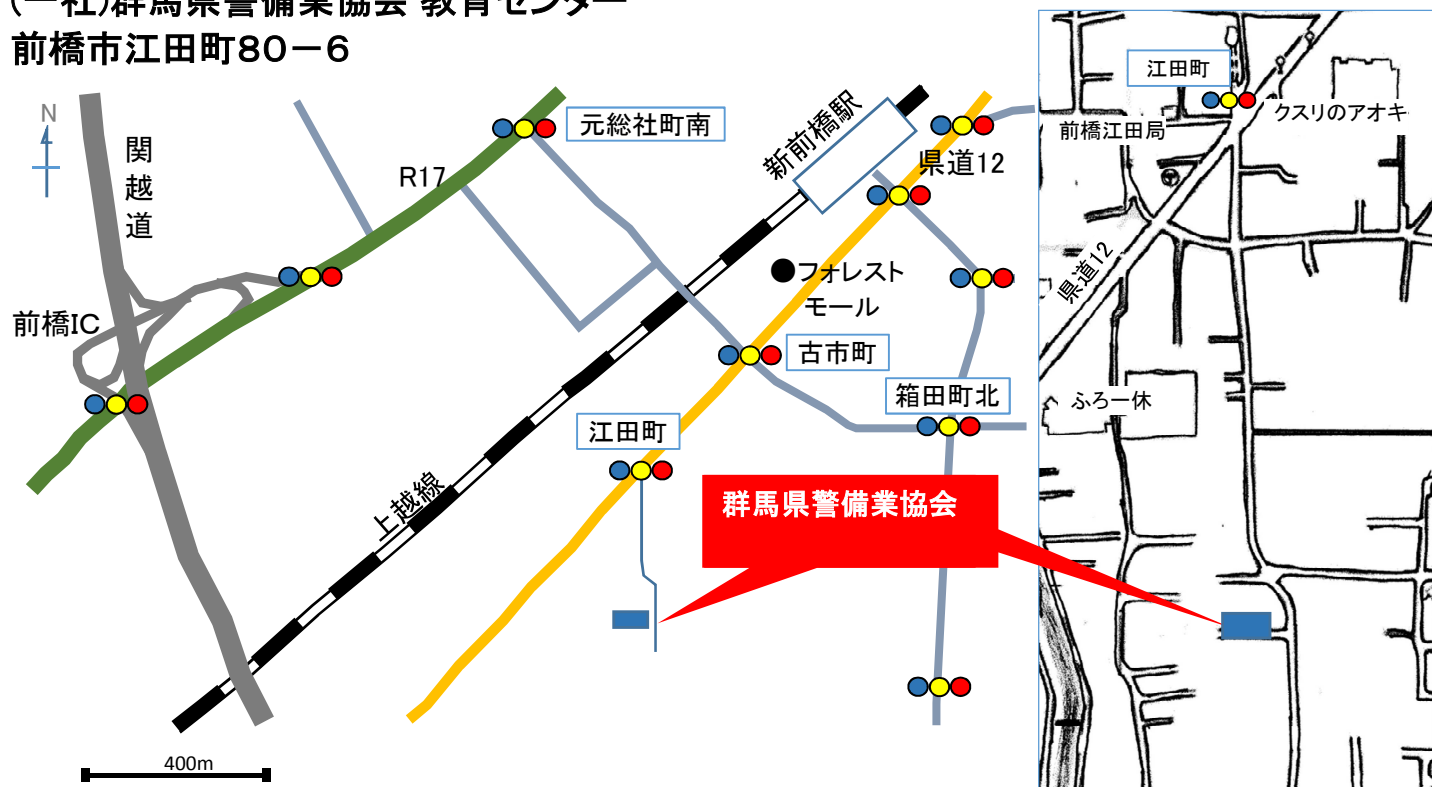 (一社)群馬県警備業協会 教育センター
前橋市江田町80－6
N
関越道
R17
元総社町南
新前橋駅
県道12
前橋IC
フォレスト
モール
古市町
箱田町北
江田町
上越線
群馬県警備業協会
400m
江田町
クスリのアオキ
前橋江田局
県道12
ふろ一休